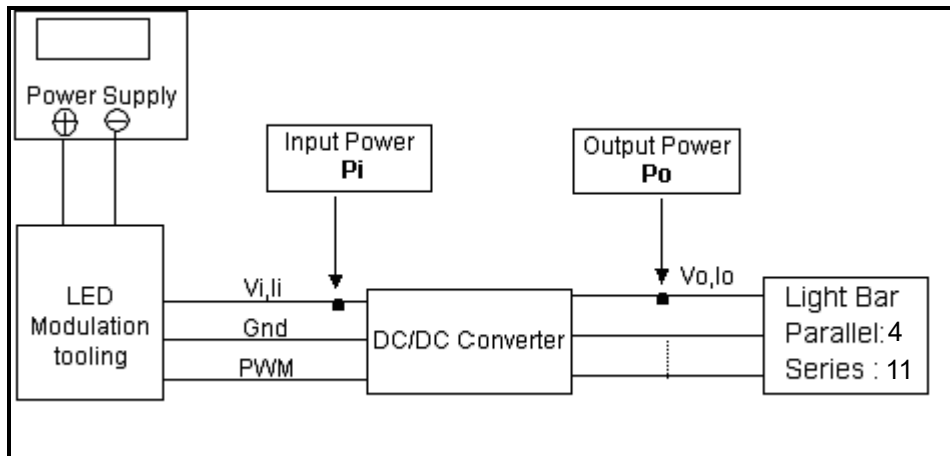 Power Supply
Input Power
Pi
Output Power
Po
LED
Modulation
tooling
Vi,Ii
Gnd
PWM
DC/DC Converter
Vo,Io
Light Bar
Parallel:4
Series : 11